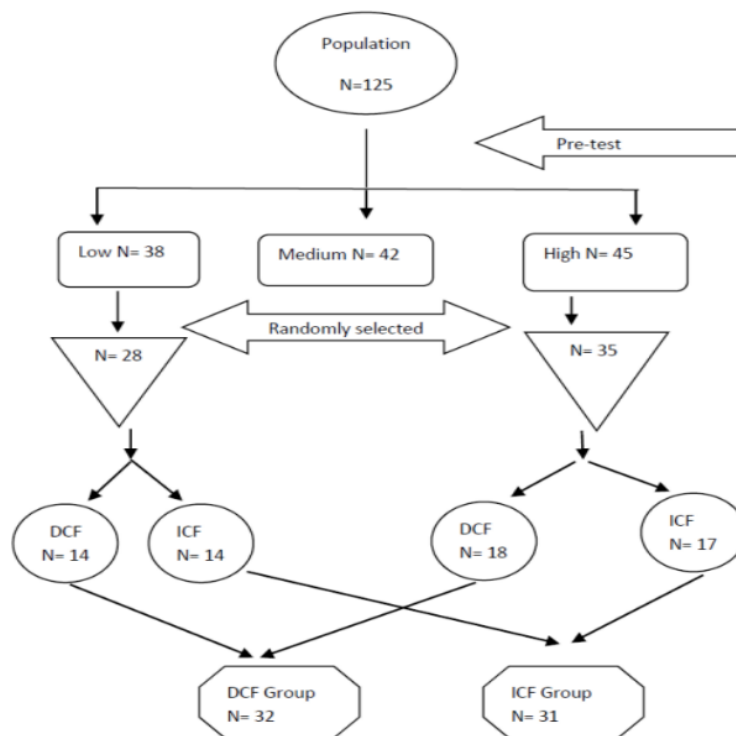 Population
N=125
Pre-test
Low N= 38
Medium N= 42
High N= 45
Randomly selected
N= 28
N= 35
DCF
N= 14
ICF
N= 14
DCF
N= 18
ICF
N= 17
DCF Group
N= 32
ICF Group
N= 31